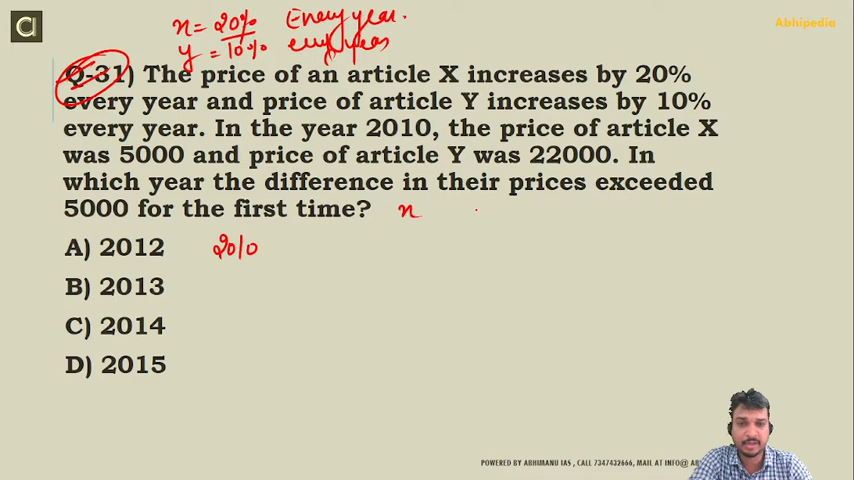 Abhipedia
x = 20% Every year.
y = 10% every year
Q-31) The price of an article X increases by 20%
every year and price of article Y increases by 10%
every year. In the year 2010, the price of article X
was 5000 and price of article Y was 22000. In
which year the difference in their prices exceeded
5000 for the first time? x
A) 2012 2010
B) 2013
C) 2014
D) 2015
POWERED BY ABHIMANU IAS , CALL 7347432666, MAIL AT INFO@ AB